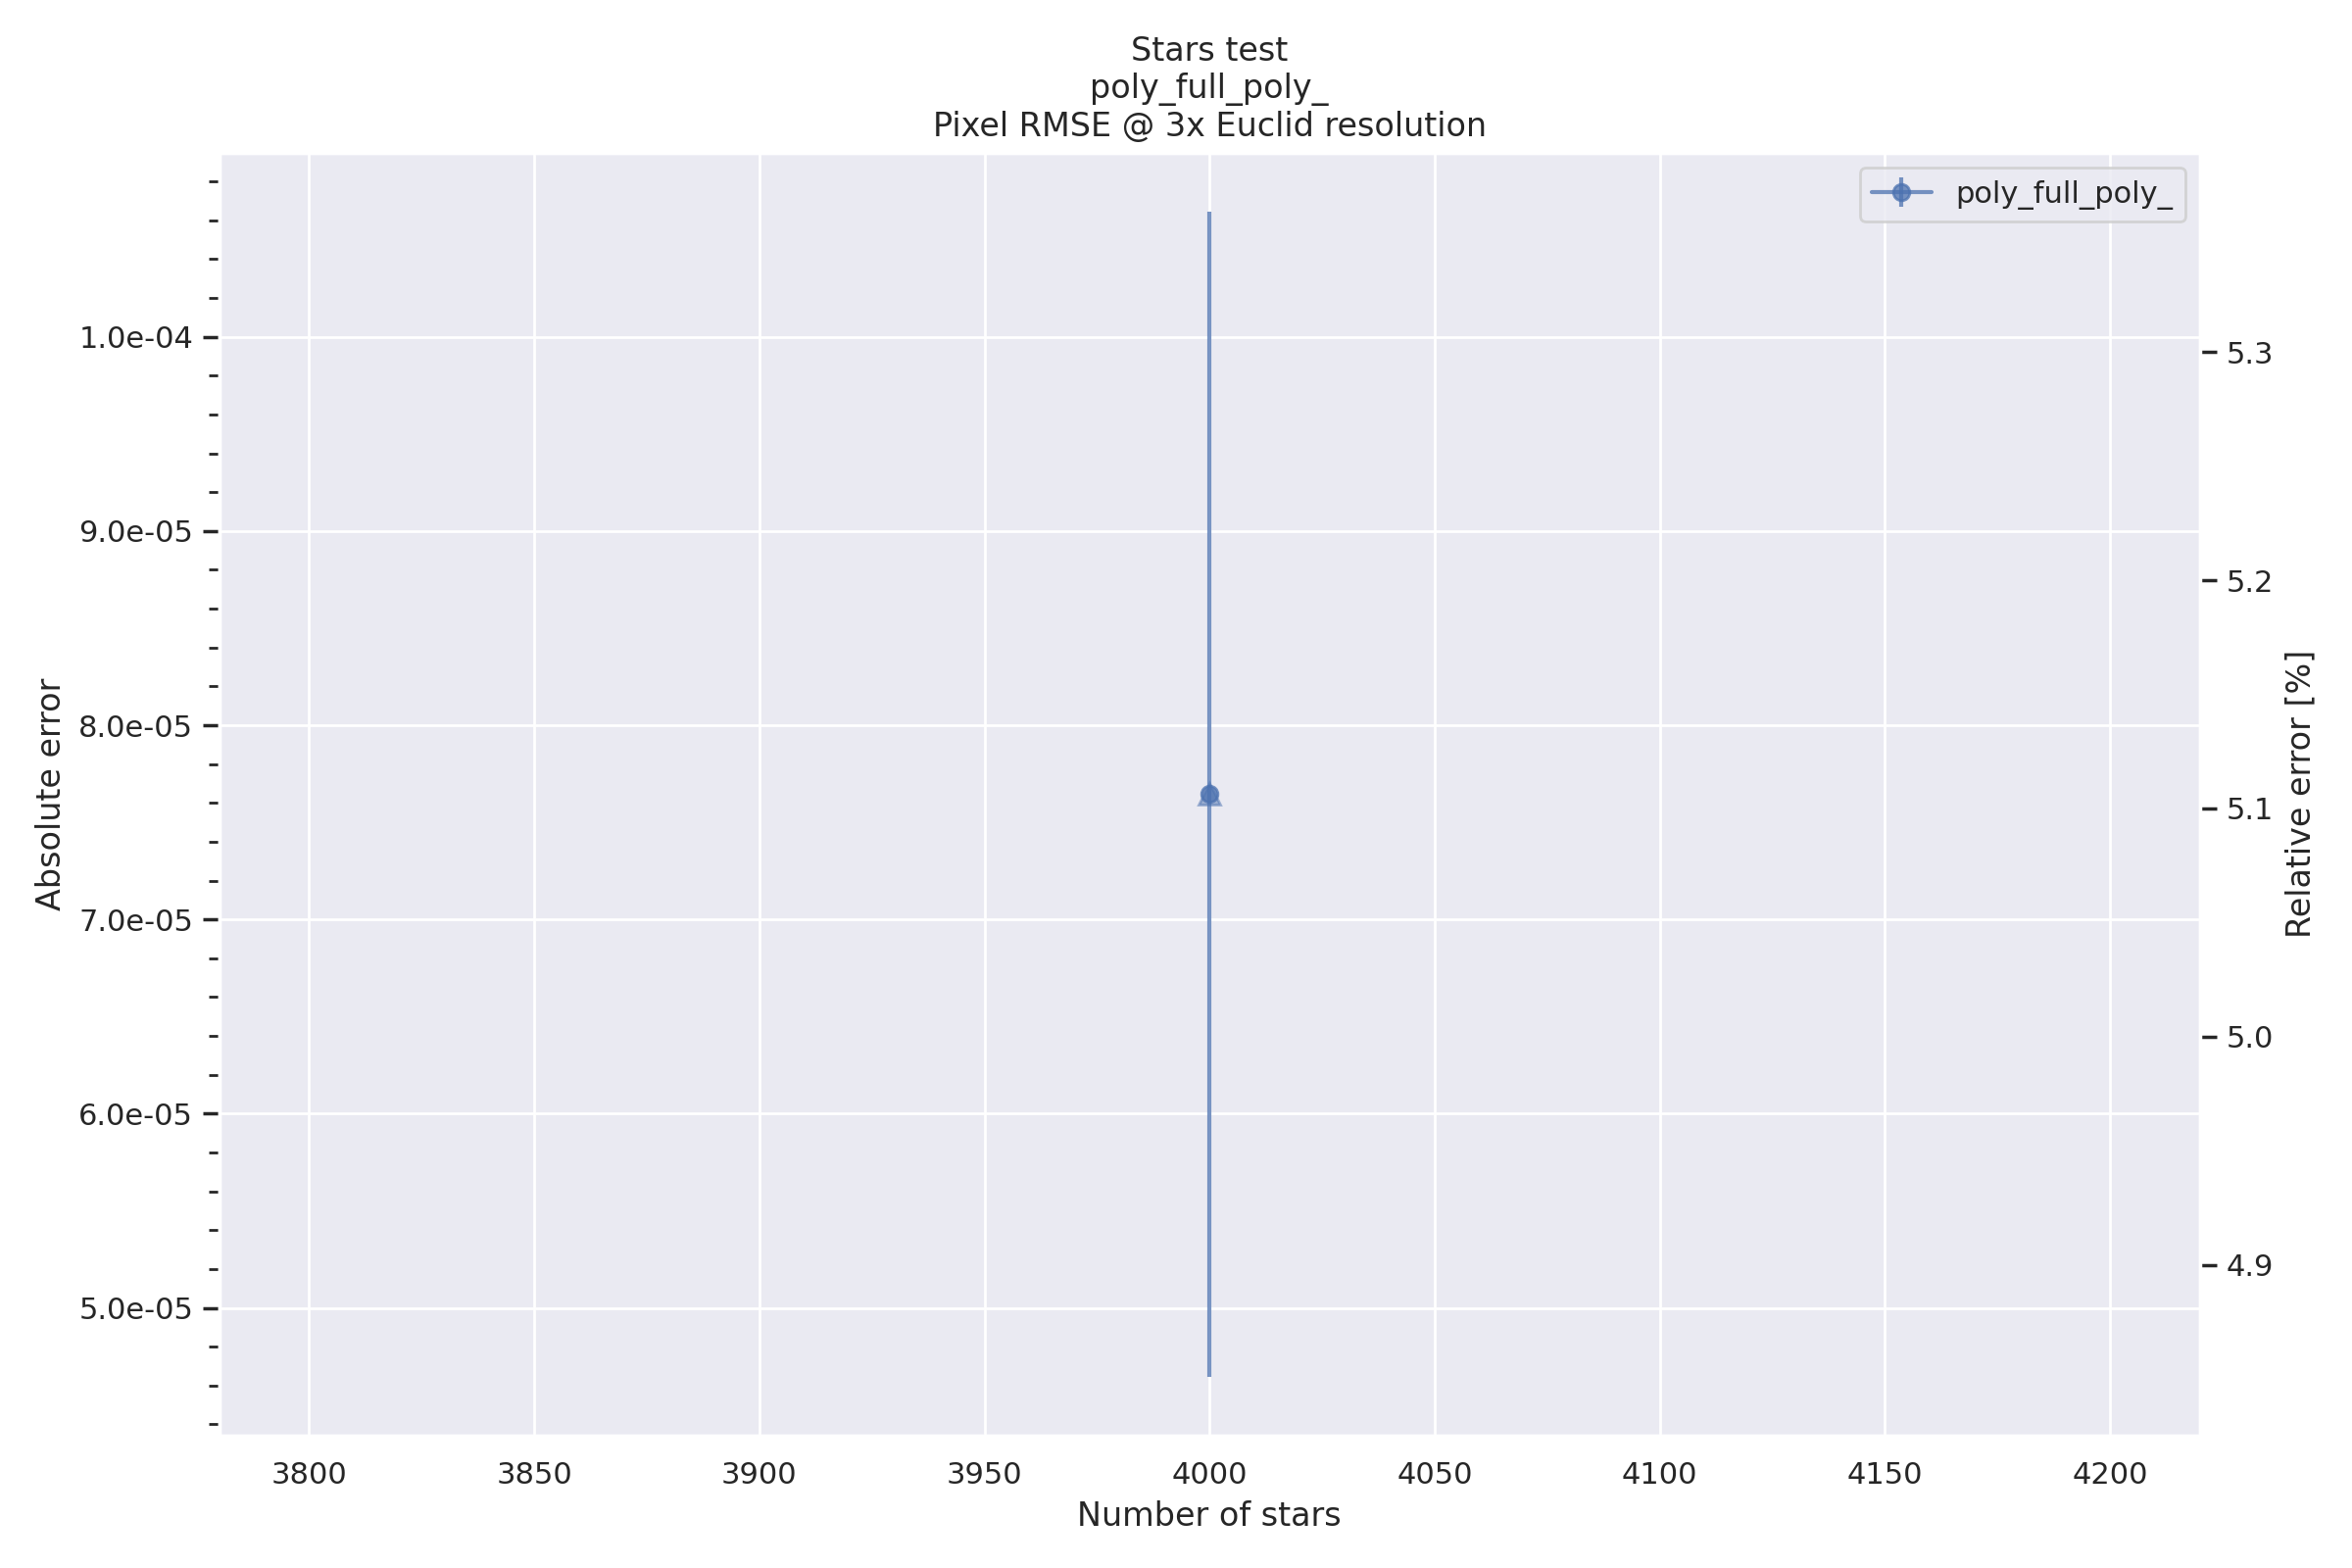 Stars test
poly_full_poly_
Pixel RMSE @ 3x Euclid resolution
poly_full_poly_
Absolute error
1.0e-04
9.0e-05
8.0e-05
7.0e-05
6.0e-05
5.0e-05
5.3
5.2
5.1
5.0
4.9
Relative error [%]
3800 3850 3900 3950 4000 4050 4100 4150 4200
Number of stars